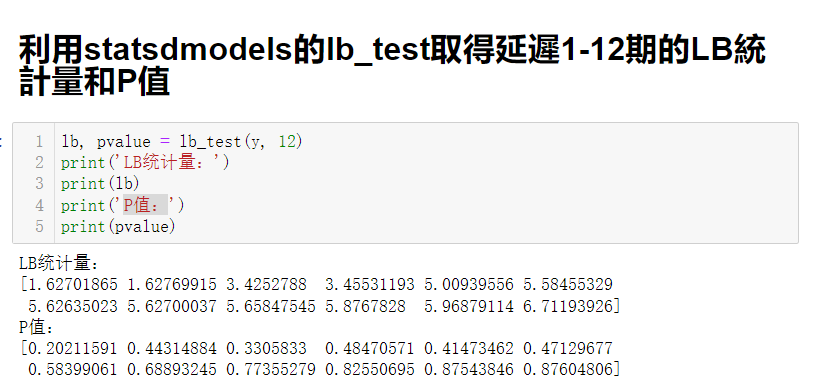 利用statsdmodels的lb_test取得延遲1-12期的LB統
計量和P值
1 lb, pvalue = lb_test(y, 12)
2 print('LB统计量：')
3 print(lb)
4 print('P值：')
5 print(pvalue)
LB统计量：
[1.62701865 1.62769915 3.4252788  3.45531193 5.00939556 5.58455329
 5.62635023 5.62700037 5.65847545 5.8767828  5.96879114 6.71193926]
P值：
[0.20211591 0.44314884 0.3305833  0.48470571 0.41473462 0.47129677
 0.58399061 0.68893245 0.77355279 0.82550695 0.87543846 0.87604806]